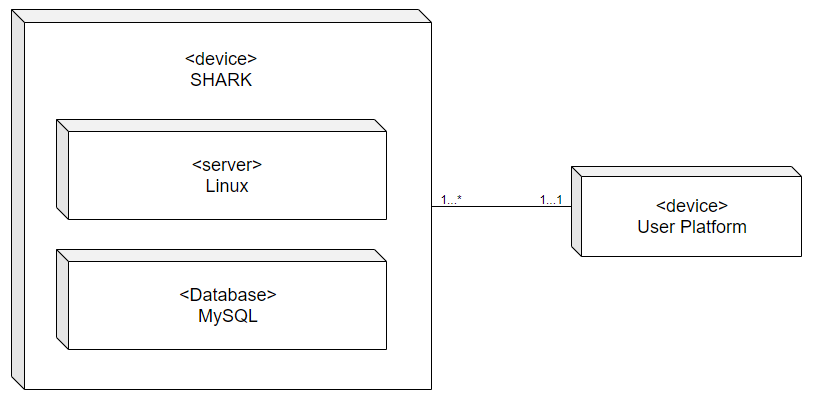 <device>
SHARK
<server>
Linux
<Database>
MySQL
1...*
1...1
<device>
User Platform